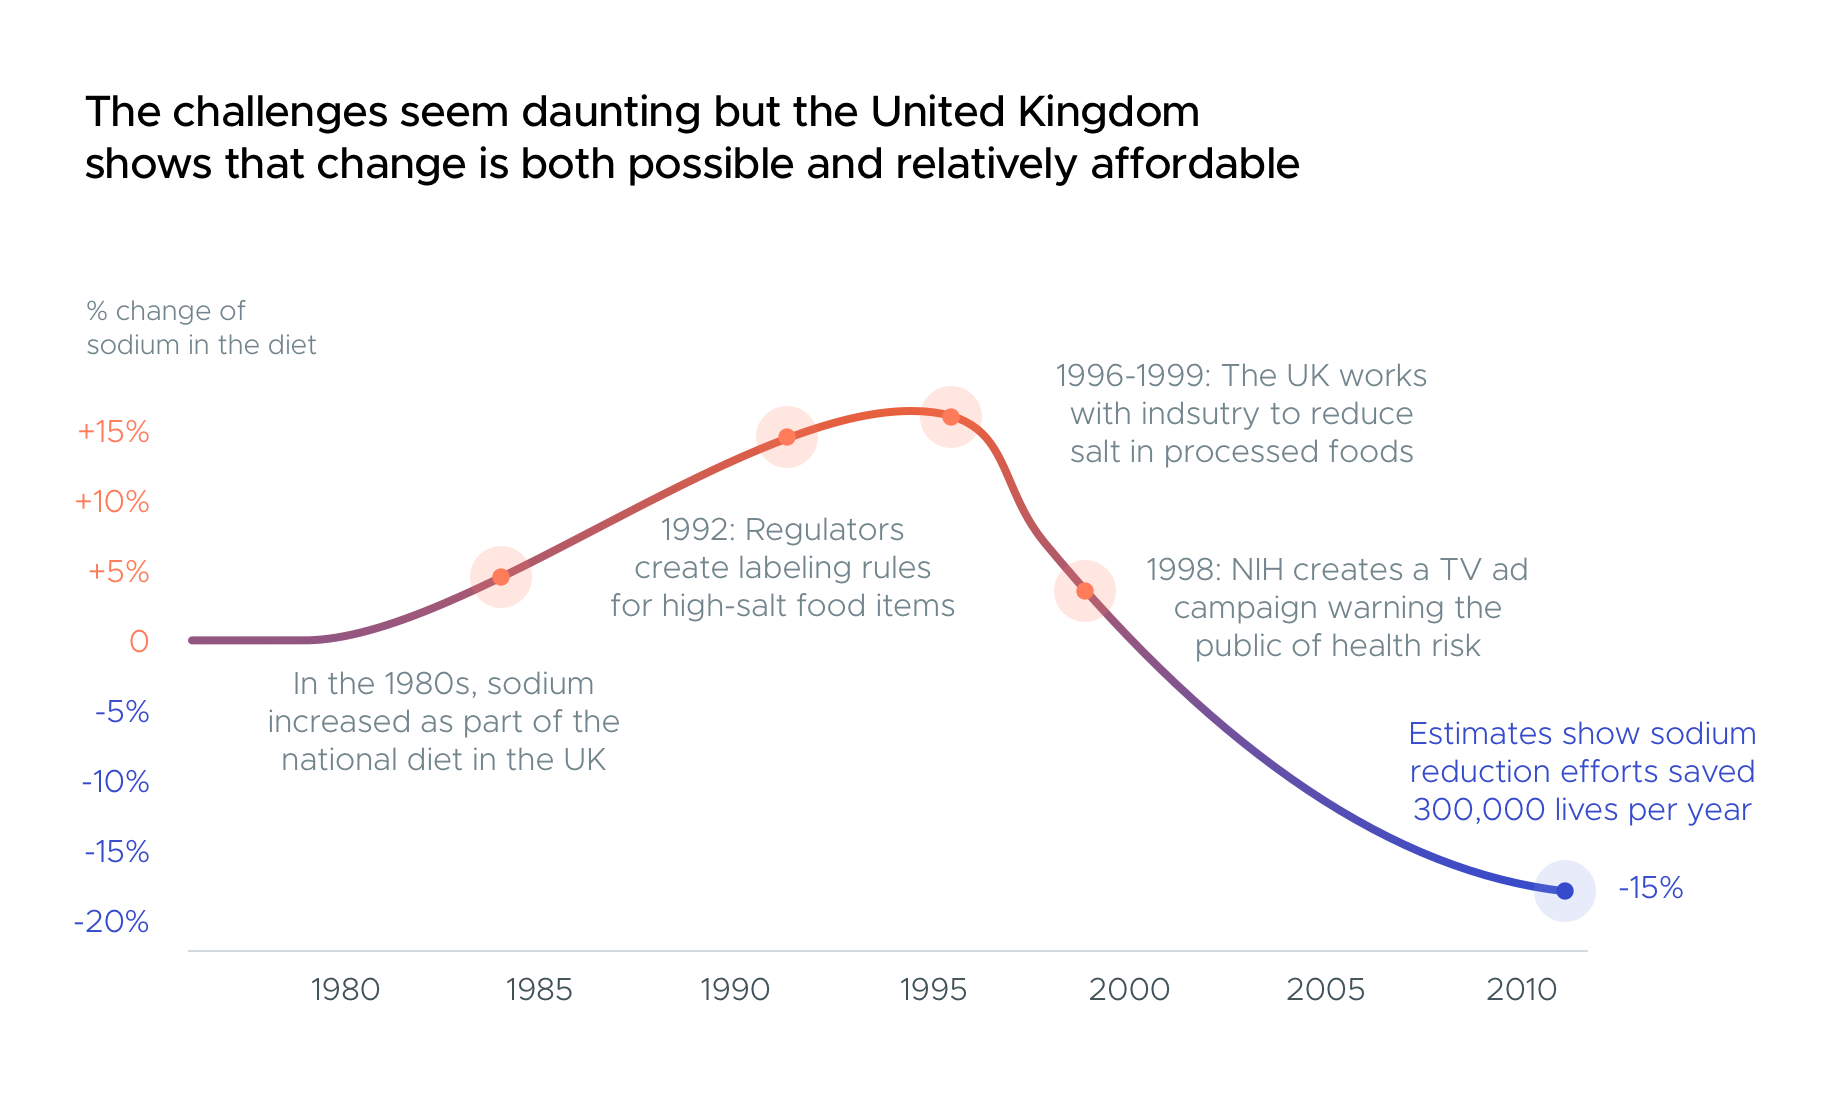 The challenges seem daunting but the United Kingdom
shows that change is both possible and relatively affordable
% change of
sodium in the diet
+15%
+10%
+5%
0
-5%
-10%
-15%
-20%
In the 1980s, sodium
increased as part of the
national diet in the UK
1992: Regulators
create labeling rules
for high-salt food items
1996-1999: The UK works
with indsutry to reduce
salt in processed foods
1998: NIH creates a TV ad
campaign warning the
public of health risk
Estimates show sodium
reduction efforts saved
300,000 lives per year
-15%
1980 1985 1990 1995 2000 2005 2010